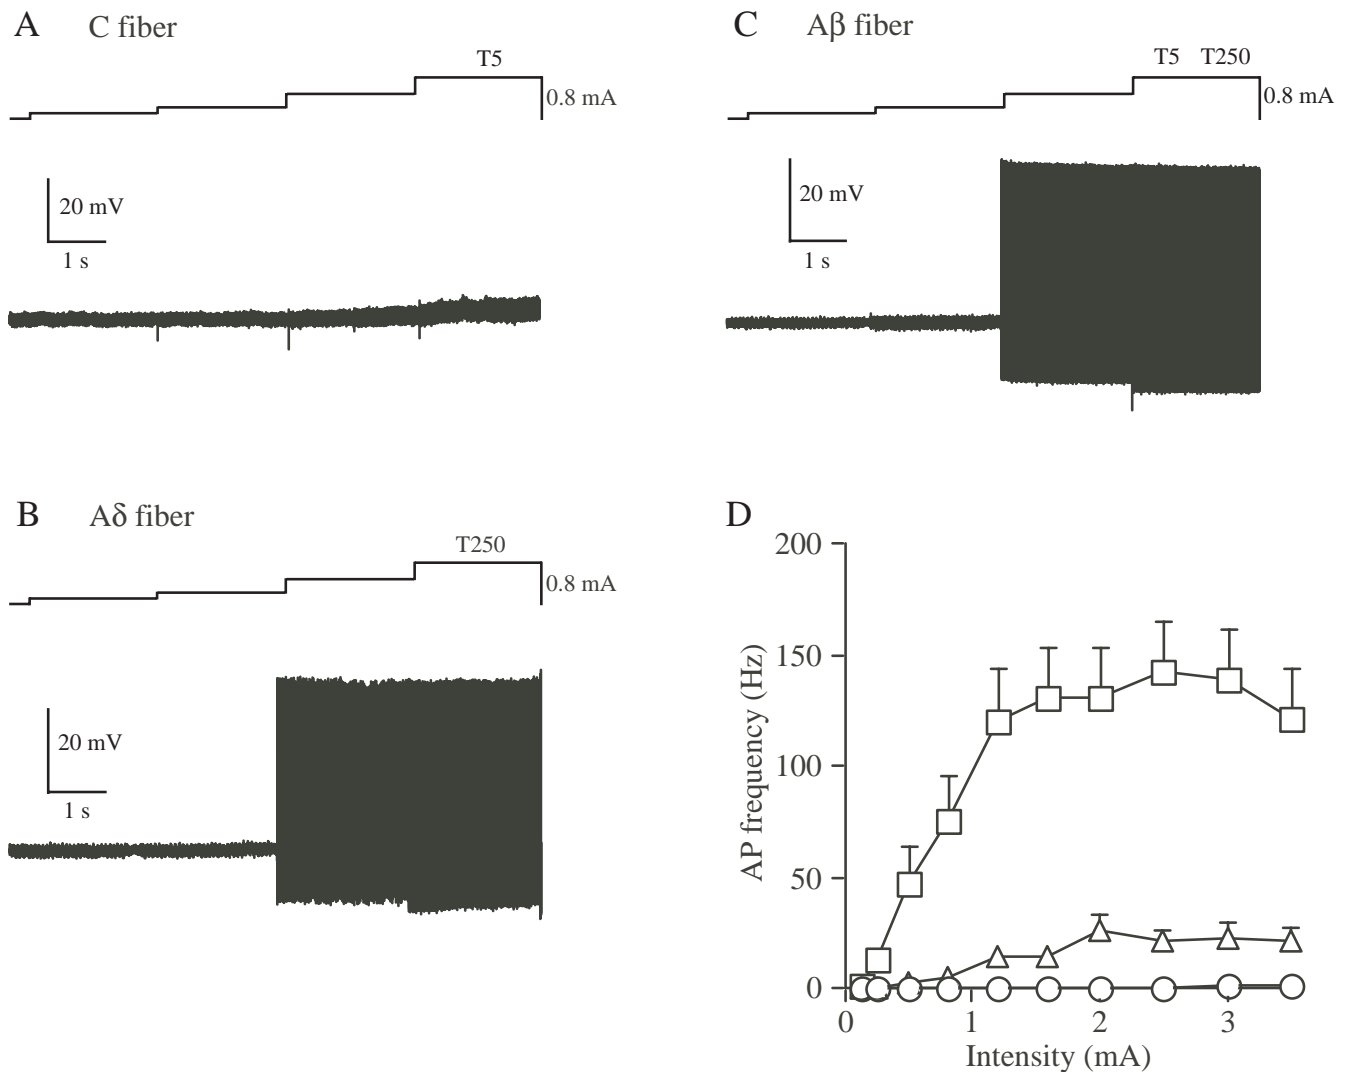 A C fiber
T5
0.8 mA
20 mV
1 s
C Aβ fiber
T5 T250
0.8 mA
20 mV
1 s
B Aδ fiber
T250
0.8 mA
20 mV
1 s
D
200
150
100
50
0
AP frequency (Hz)
0 1 2 3
Intensity (mA)